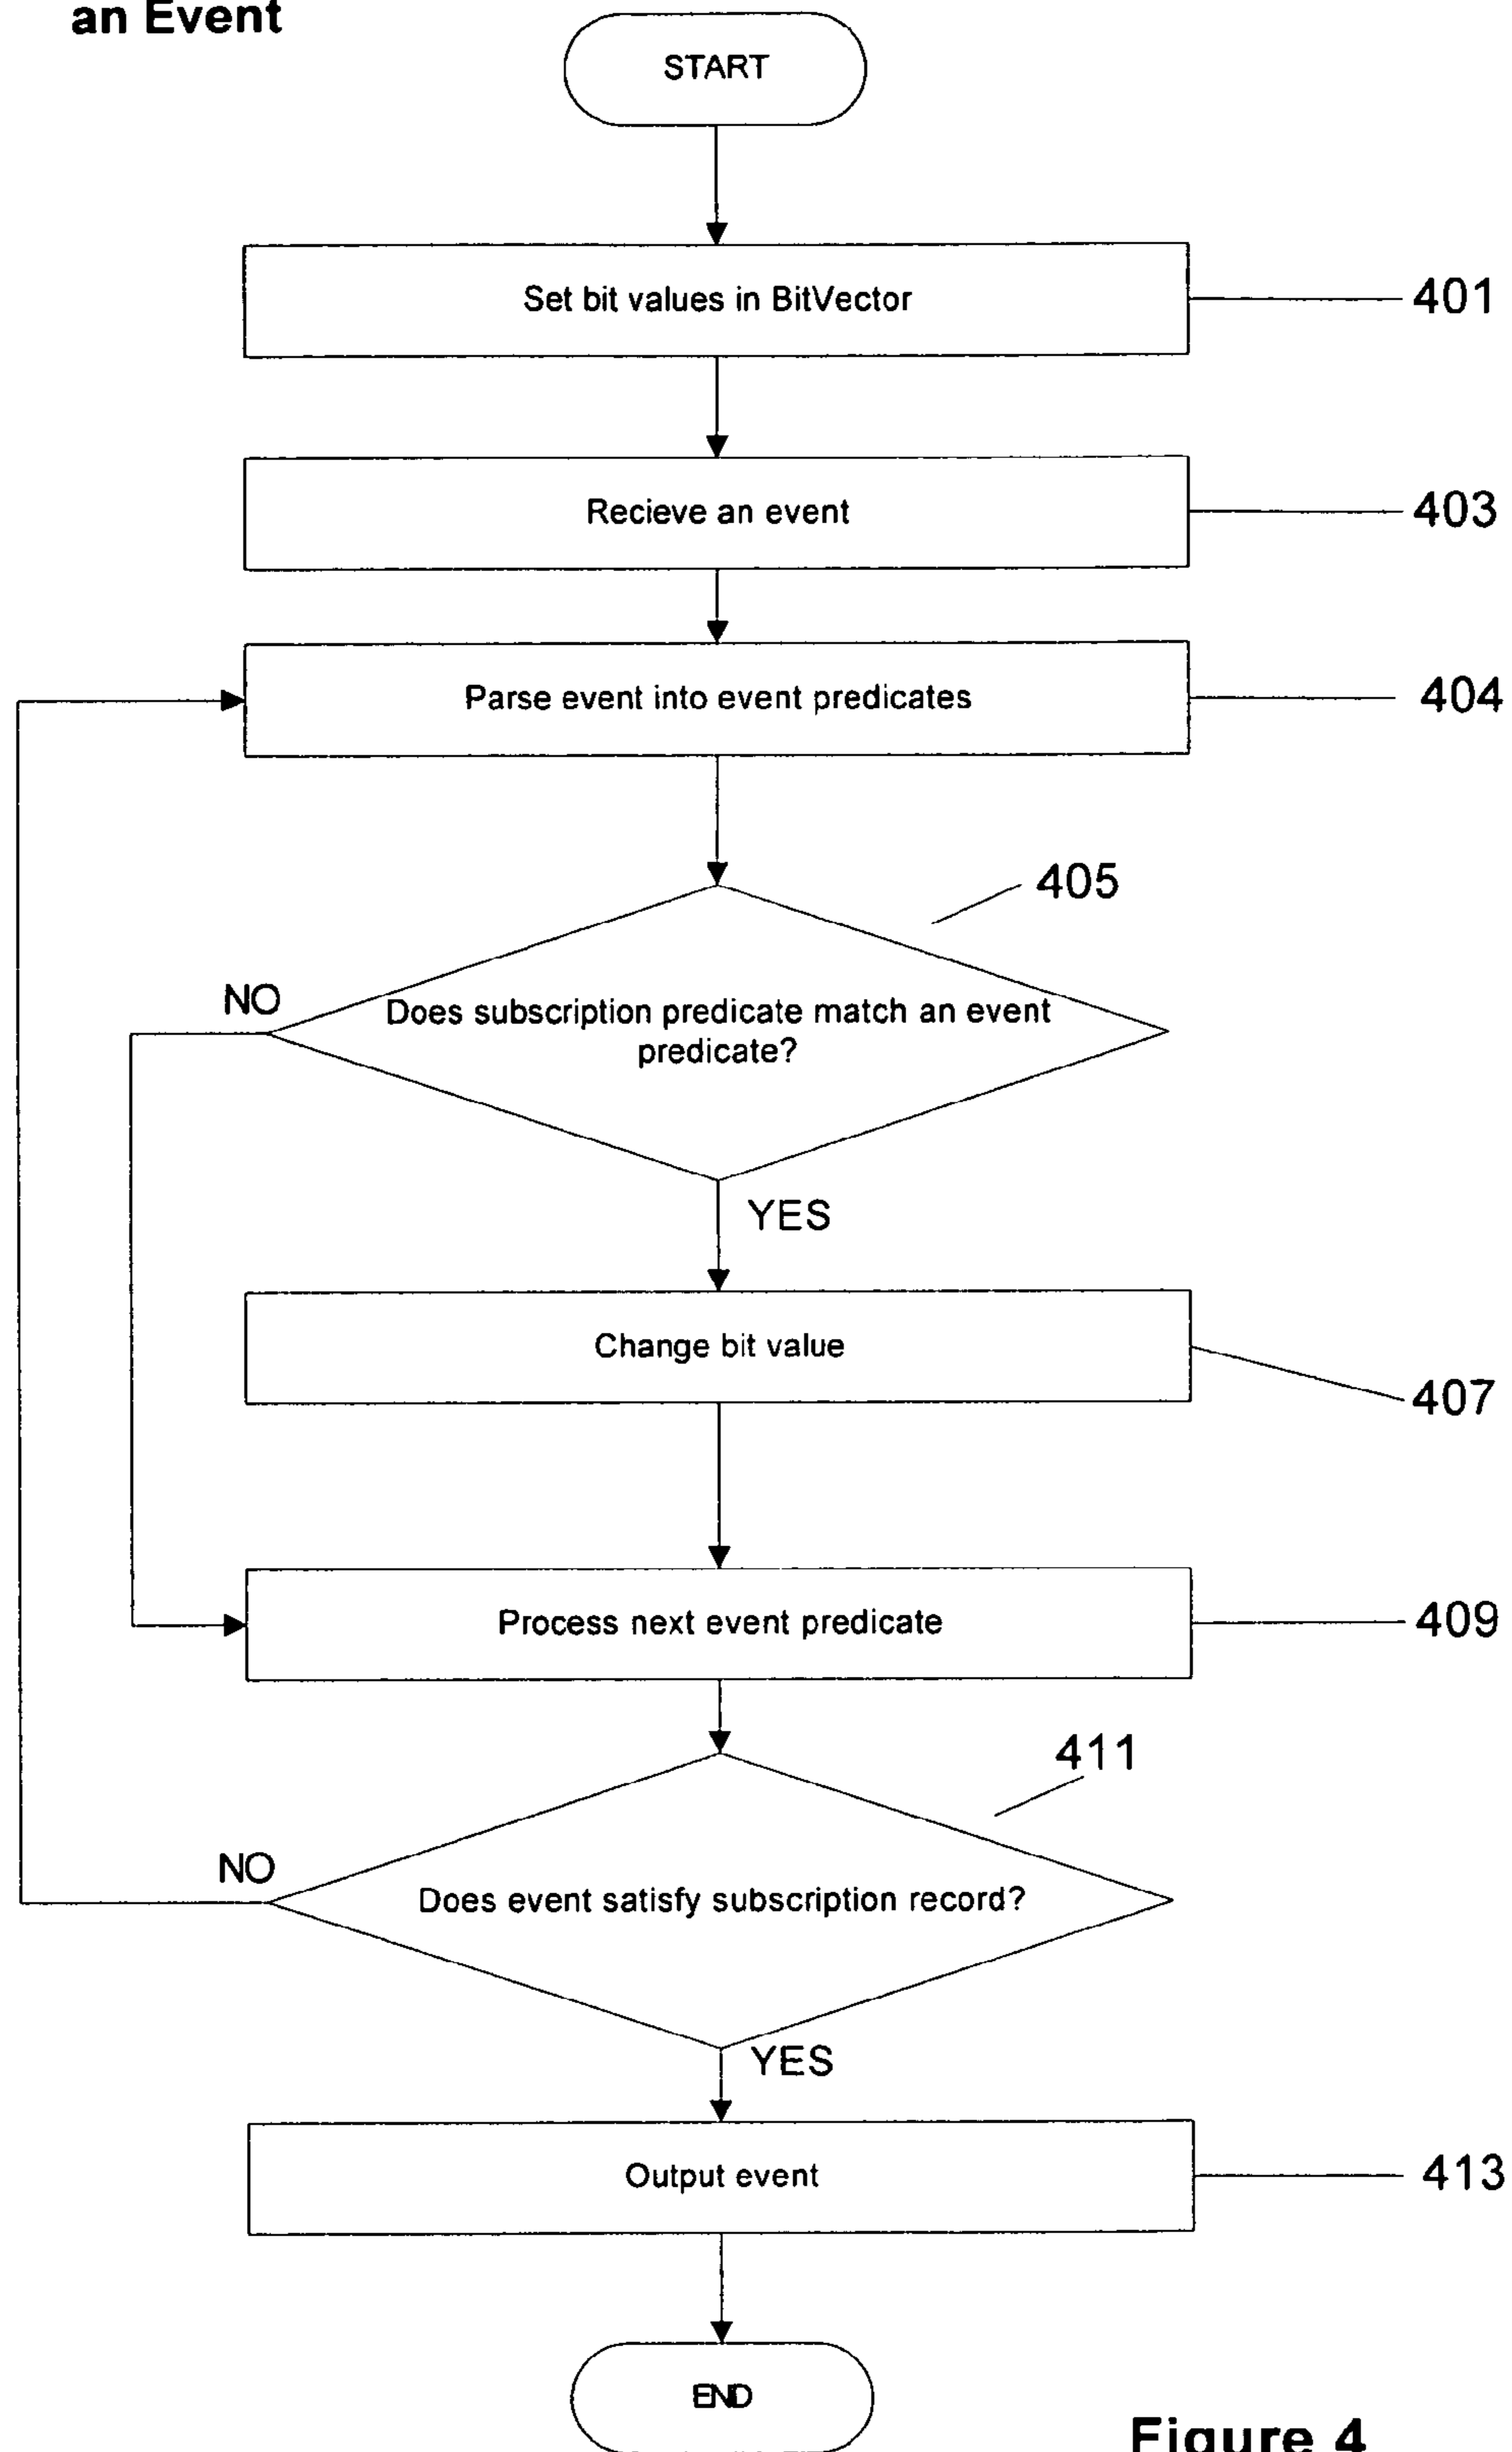 an Event
START
Set bit values in BitVector
401
Recieve an event
403
Parse event into event predicates
404
405
NO
Does subscription predicate match an event
predicate?
YES
Change bit value
407
Process next event predicate
409
411
NO
Does event satisfy subscription record?
YES
Output event
413
END
Figure 4